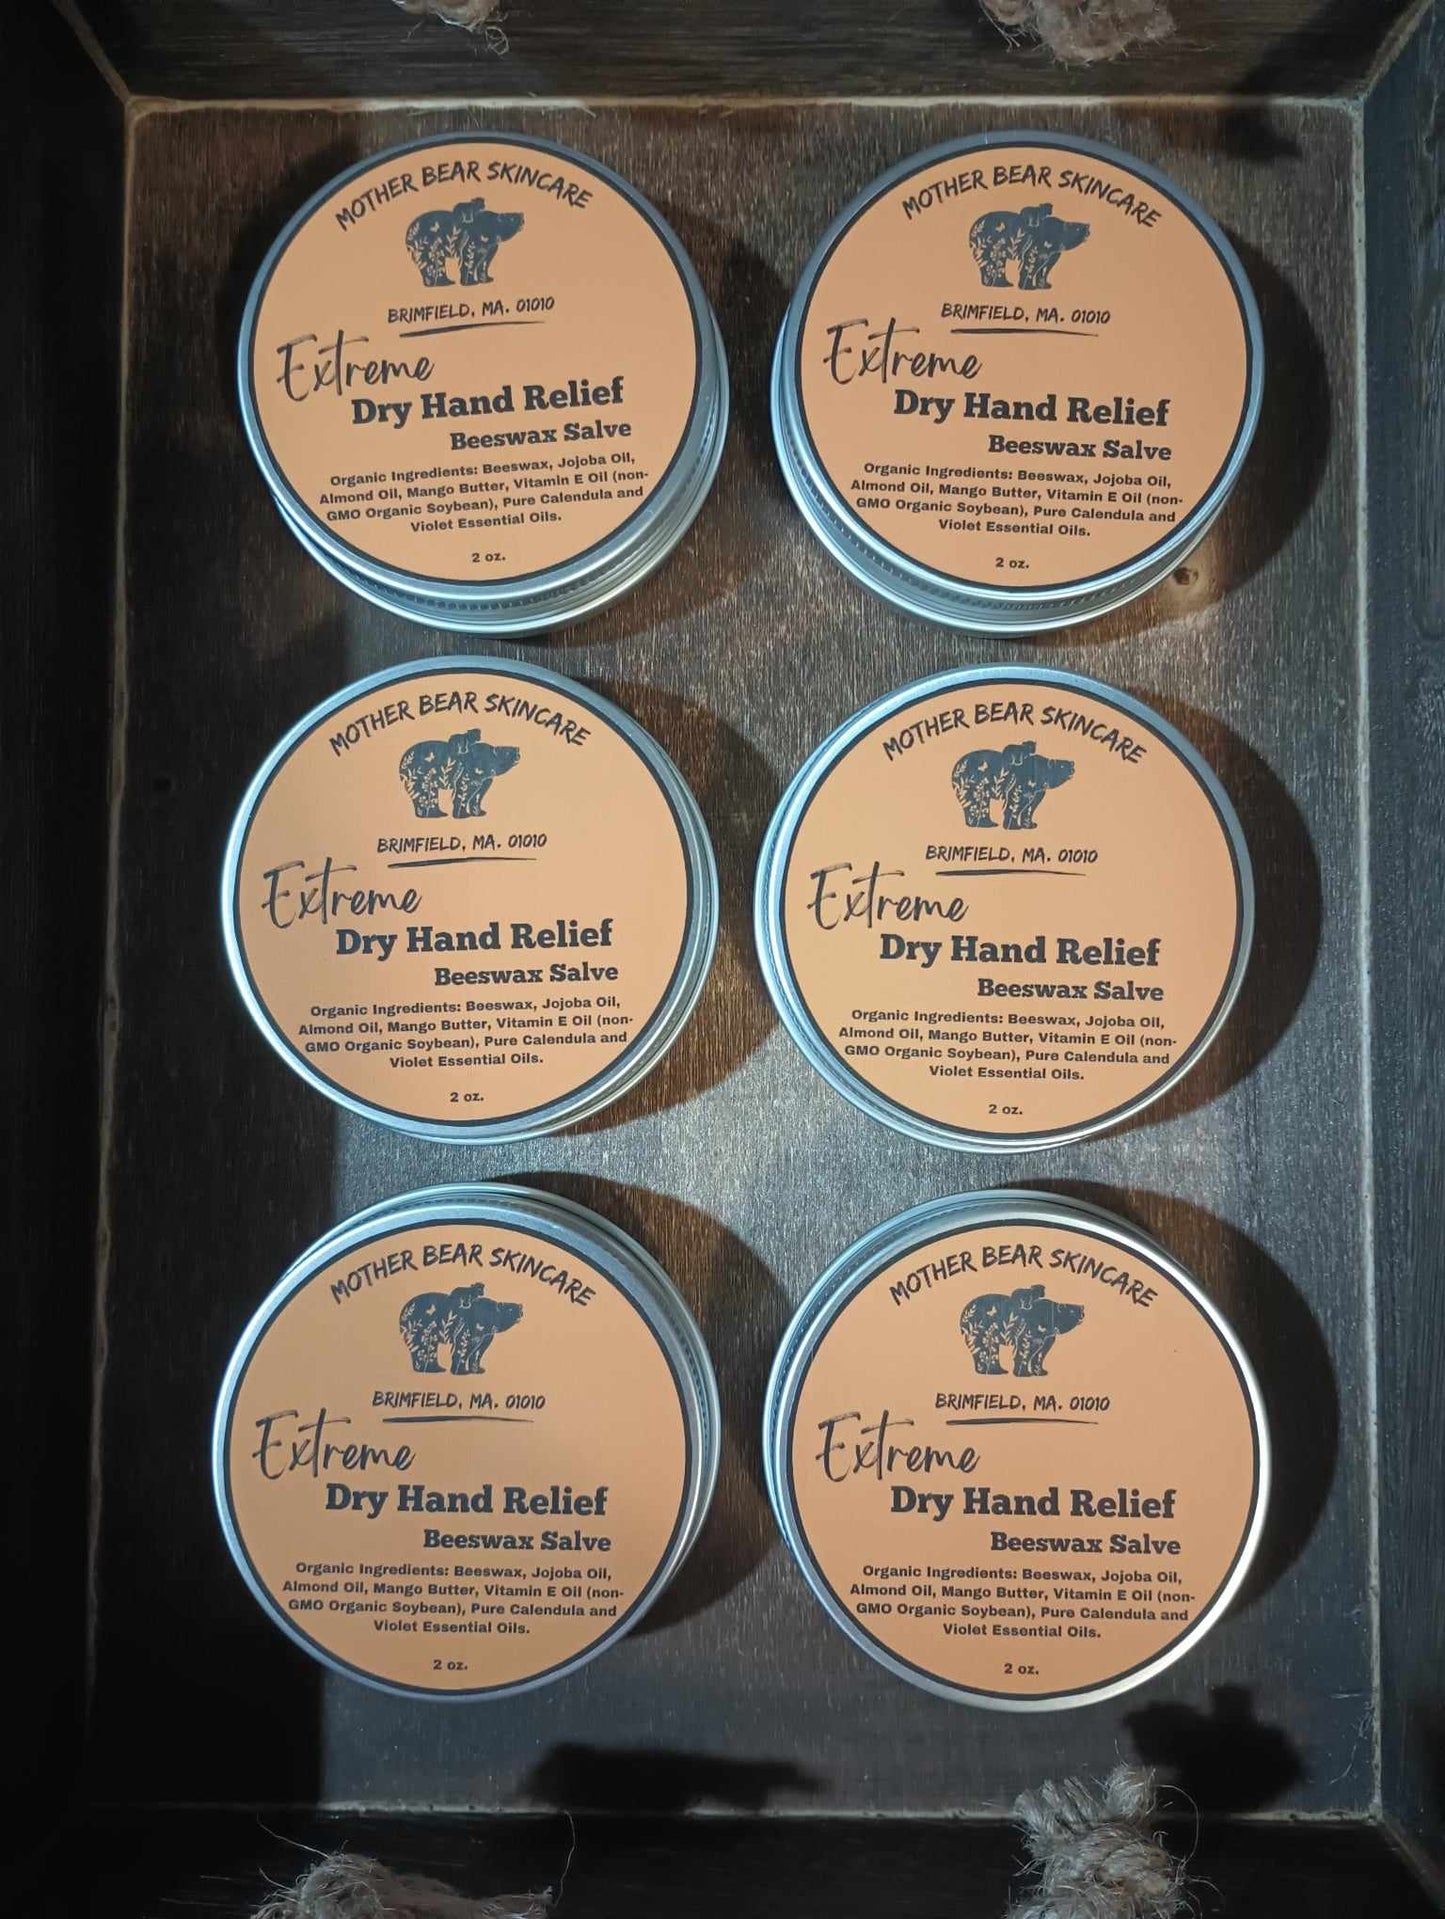 MOTHER BEAR SKINCARE
BRIMFIELD, MA. 01010
Extreme
Dry Hand Relief
Beeswax Salve
Organic Ingredients: Beeswax, Jojoba Oil,
Almond Oil, Mango Butter, Vitamin E Oil (non-
GMO Organic Soybean), Pure Calendula and
Violet Essential Oils.
2 oz.
MOTHER BEAR SKINCARE
BRIMFIELD, MA. 01010
Extreme
Dry Hand Relief
Beeswax Salve
Organic Ingredients: Beeswax, Jojoba Oil,
Almond Oil, Mango Butter, Vitamin E Oil (non-
GMO Organic Soybean), Pure Calendula and
Violet Essential Oils.
2 oz.
MOTHER BEAR SKINCARE
BRIMFIELD, MA. 01010
Extreme
Dry Hand Relief
Beeswax Salve
Organic Ingredients: Beeswax, Jojoba Oil,
Almond Oil, Mango Butter, Vitamin E Oil (non-
GMO Organic Soybean), Pure Calendula and
Violet Essential Oils.
2 oz.
MOTHER BEAR SKINCARE
BRIMFIELD, MA. 01010
Extreme
Dry Hand Relief
Beeswax Salve
Organic Ingredients: Beeswax, Jojoba Oil,
Almond Oil, Mango Butter, Vitamin E Oil (non-
GMO Organic Soybean), Pure Calendula and
Violet Essential Oils.
2 oz.
MOTHER BEAR SKINCARE
BRIMFIELD, MA. 01010
Extreme
Dry Hand Relief
Beeswax Salve
Organic Ingredients: Beeswax, Jojoba Oil,
Almond Oil, Mango Butter, Vitamin E Oil (non-
GMO Organic Soybean), Pure Calendula and
Violet Essential Oils.
2 oz.
MOTHER BEAR SKINCARE
BRIMFIELD, MA. 01010
Extreme
Dry Hand Relief
Beeswax Salve
Organic Ingredients: Beeswax, Jojoba Oil,
Almond Oil, Mango Butter, Vitamin E Oil (non-
GMO Organic Soybean), Pure Calendula and
Violet Essential Oils.
2 oz.